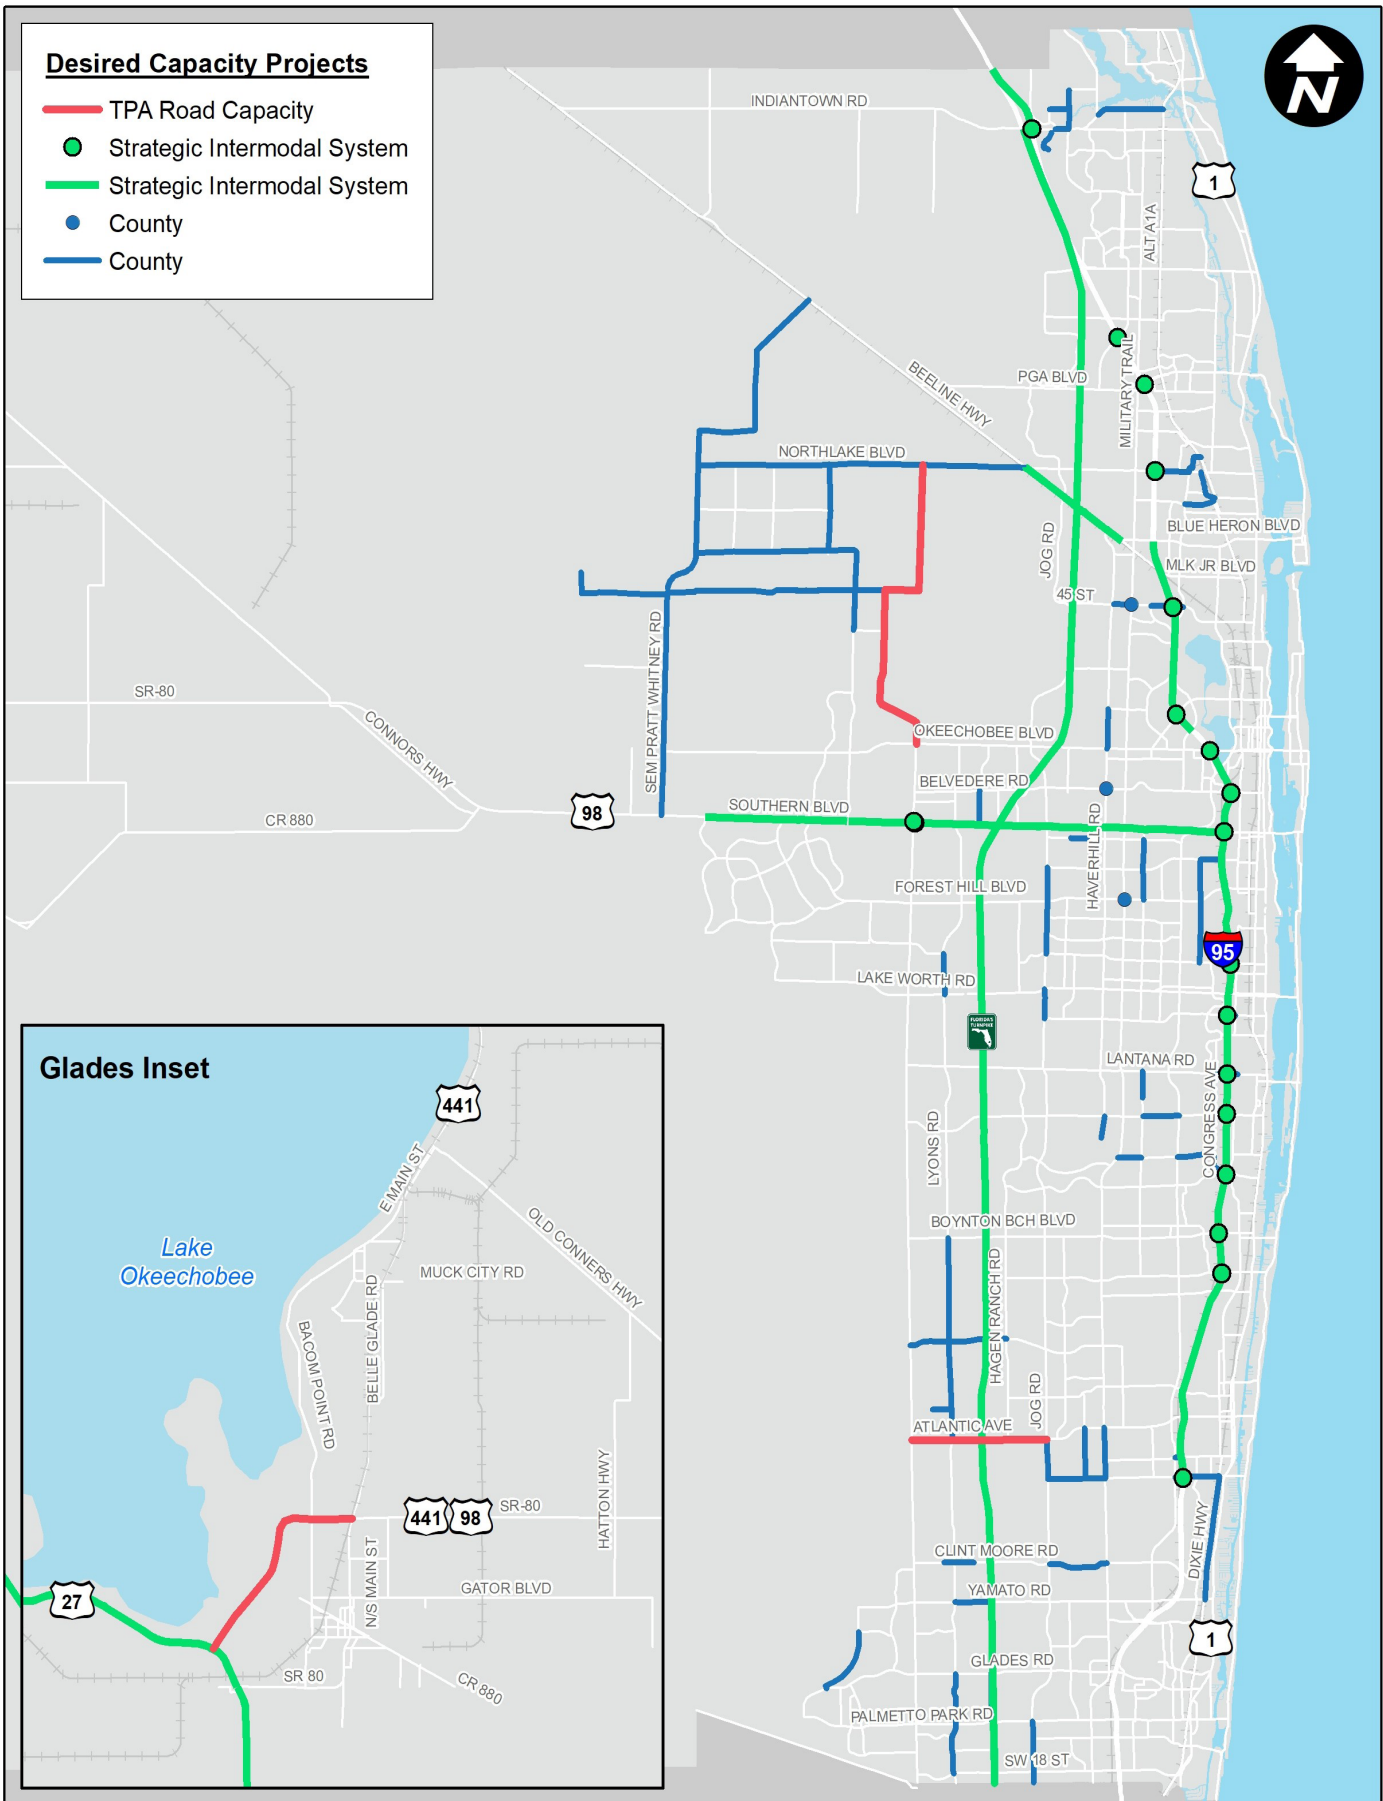 Desired Capacity Projects
TPA Road Capacity
Strategic Intermodal System
Strategic Intermodal System
County
County
N
INDIANTOWN RD
1
ALT A1A
MILITARY TRAIL
PGA BLVD
BEELINE HWY
NORTHLAKE BLVD
BLUE HERON BLVD
JOG RD
MLK JR BLVD
45 ST
SEM PRATT WHITNEY RD
SR-80
CONNORS HWY
OKEECHOBEE BLVD
BELVEDERE RD
SOUTHERN BLVD
98
CR 880
HAVERHILL RD
FOREST HILL BLVD
95
LAKE WORTH RD
FLORIDA'S
TURNPIKE
LANTANA RD
CONGRESS AVE
LYONS RD
BOYNTON BCH BLVD
HAGEN RANCH RD
JOG RD
ATLANTIC AVE
DIXIE HWY
CLINT MOORE RD
YAMATO RD
1
GLADES RD
PALMETTO PARK RD
SW 18 ST
Glades Inset
441
E MAIN ST
Lake
Okeechobee
OLD CONNERS HWY
MUCK CITY RD
BELLE GLADE RD
BACOM POINT RD
HATTON HWY
441
98
SR-80
N/S MAIN ST
GATOR BLVD
27
SR 80
CR 880